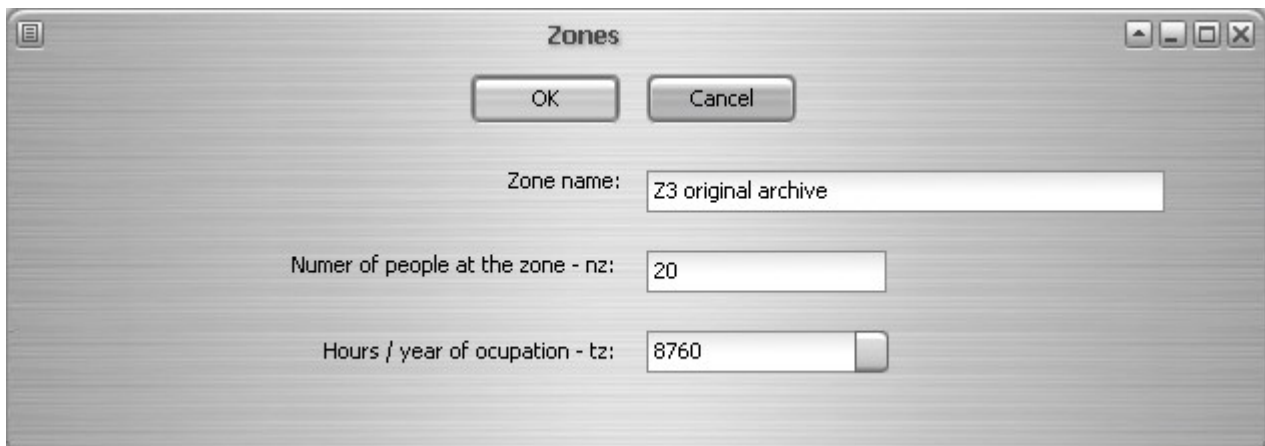 Zones
OK Cancel
Zone name: Z3 original archive
Numer of people at the zone - nz: 20
Hours / year of ocupation - tz: 8760